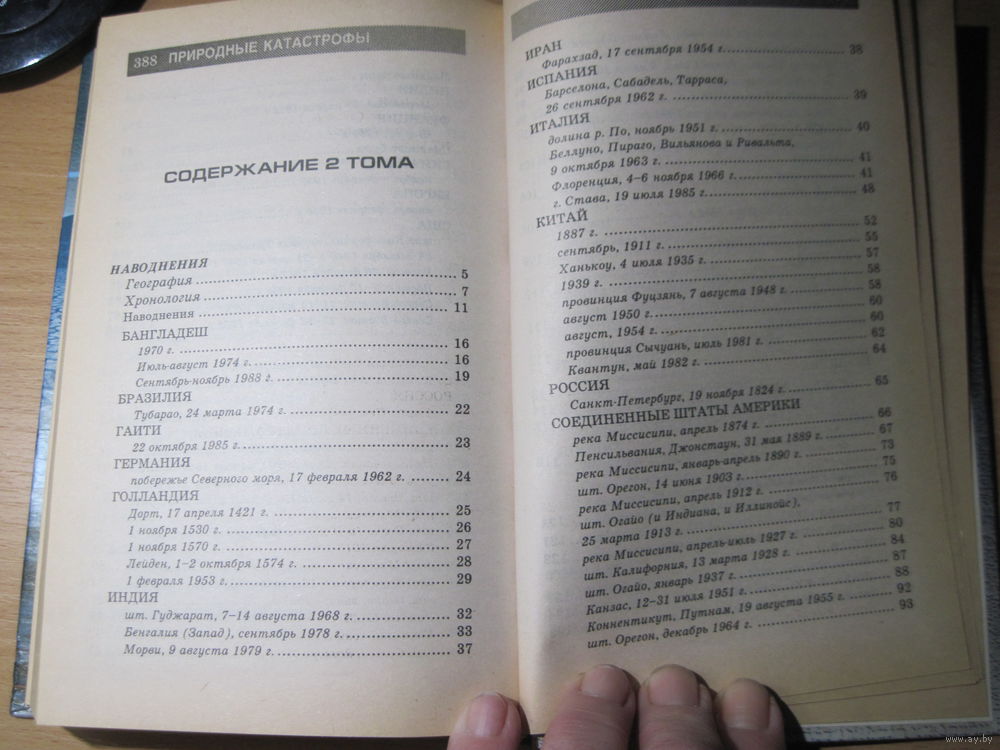 388 ПРИРОДНЫЕ КАТАСТРОФЫ
СОДЕРЖАНИЕ 2 ТОМА
НАВОДНЕНИЯ
География ..... 5
Хронология ..... 7
Наводнения ..... 11
БАНГЛАДЕШ
1970 г. ..... 16
Июль-август 1974 г. ..... 16
Сентябрь-ноябрь 1988 г. ..... 19
БРАЗИЛИЯ
Тубарао, 24 марта 1974 г. ..... 22
ГАИТИ
22 октября 1985 г. ..... 23
ГЕРМАНИЯ
побережье Северного моря, 17 февраля 1962 г. ..... 24
ГОЛЛАНДИЯ
Дорт, 17 апреля 1421 г. ..... 25
1 ноября 1530 г. ..... 26
1 ноября 1570 г. ..... 27
Лейден, 1–2 октября 1574 г. ..... 28
1 февраля 1953 г. ..... 29
ИНДИЯ
шт. Гуджарат, 7–14 августа 1968 г. ..... 32
Бенгалия (Запад), сентябрь 1978 г. ..... 33
Морви, 9 августа 1979 г. ..... 37
ИРАН
Фарахзад, 17 сентября 1954 г. ..... 38
ИСПАНИЯ
Барселона, Сабадель, Тарраса,
26 сентября 1962 г. ..... 39
ИТАЛИЯ
долина р. По, ноябрь 1951 г. ..... 40
Беллуно, Пираго, Вильянова и Ривальта,
9 октября 1963 г. ..... 41
Флоренция, 4–6 ноября 1966 г. ..... 41
г. Става, 19 июля 1985 г. ..... 48
КИТАЙ
1887 г. ..... 52
сентябрь, 1911 г. ..... 55
Ханькоу, 4 июля 1935 г. ..... 57
1939 г. ..... 58
провинция Фуцзянь, 7 августа 1948 г. ..... 58
август 1950 г. ..... 60
август, 1954 г. ..... 60
провинция Сычуань, июль 1981 г. ..... 62
Квантун, май 1982 г. ..... 64
РОССИЯ
Санкт-Петербург, 19 ноября 1824 г. ..... 65
СОЕДИНЕННЫЕ ШТАТЫ АМЕРИКИ
река Миссисипи, апрель 1874 г. ..... 66
Пенсильвания, Джонстаун, 31 мая 1889 г. ..... 67
река Миссисипи, январь-апрель 1890 г. ..... 73
шт. Орегон, 14 июня 1903 г. ..... 75
река Миссисипи, апрель 1912 г. ..... 76
шт. Огайо (и Индиана, и Иллинойс),
25 марта 1913 г. ..... 77
река Миссисипи, апрель-июль 1927 г. ..... 80
шт. Калифорния, 13 марта 1928 г. ..... 84
шт. Огайо, январь 1937 г. ..... 87
Канзас, 12–31 июля 1951 г. ..... 88
Коннентикут, Путнам, 19 августа 1955 г. ..... 92
шт. Орегон, декабрь 1964 г. ..... 93
www.ay.by